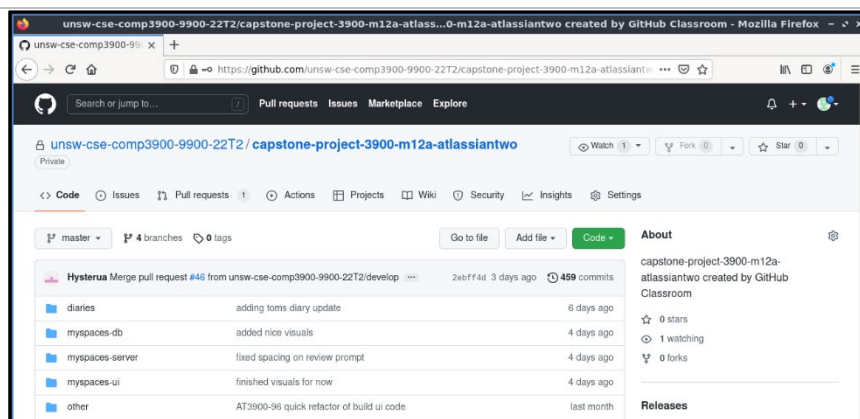 unsw-cse-comp3900-9900-22T2/capstone-project-3900-m12a-atlass...0-m12a-atlassiantwo created by GitHub Classroom - Mozilla Firefox
unsw-cse-comp3900-990
https://github.com/unsw-cse-comp3900-9900-22T2/capstone-project-3900-m12a-atlassiantw
Search or jump to... / Pull requests Issues Marketplace Explore
unsw-cse-comp3900-9900-22T2 / capstone-project-3900-m12a-atlassiantwo
Watch 1 Fork 0 Star 0
Private
Code Issues Pull requests 1 Actions Projects Wiki Security Insights Settings
master 4 branches 0 tags Go to file Add file Code About
Hysterua Merge pull request #46 from unsw-cse-comp3900-9900-22T2/develop ... 2ebff4d 3 days ago 459 commits
capstone-project-3900-m12a-
atlassiantwo created by GitHub
Classroom
diaries adding toms diary update 6 days ago
myspaces-db added nice visuals 4 days ago
myspaces-server fixed spacing on review prompt 4 days ago
myspaces-ui finished visuals for now 4 days ago
other AT3900-96 quick refactor of build ui code last month
0 stars
1 watching
0 forks
Releases